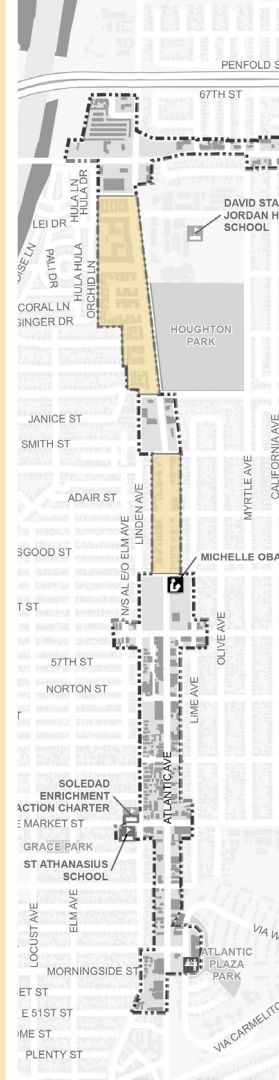 PENFOLD S
67TH ST
HULA LN
HULA DR
DAVID STA
JORDAN H
SCHOOL
LEI DR
PALI DR
HULA HULA
ORCHID LN
CORAL LN
GINGER DR
HOUGHTON
PARK
JANICE ST
SMITH ST
MYRTLE AVE
CALIFORNIA AVE
ADAIR ST
LINDEN AVE
N/S AL E/O ELM AVE
SGOOD ST
MICHELLE OBA
T ST
OLIVE AVE
57TH ST
NORTON ST
LIME AVE
T
ATLANTIC AVE
SOLEDAD
ENRICHMENT
ACTION CHARTER
E MARKET ST
GRACE PARK
ST ATHANASIUS
SCHOOL
LOCUST AVE
ELM AVE
VIA W
ATLANTIC
PLAZA
PARK
MORNINGSIDE ST
ET ST
E 51ST ST
OME ST
PLENTY ST
VIA CARMELITO